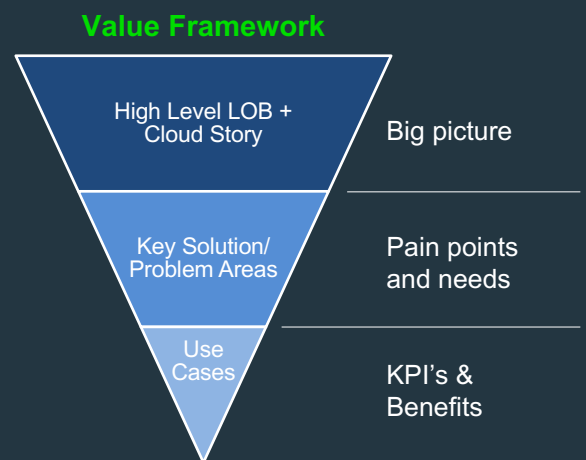 Value Framework
High Level LOB +
Cloud Story
Big picture
Key Solution/
Problem Areas
Pain points
and needs
Use
Cases
KPI's &
Benefits